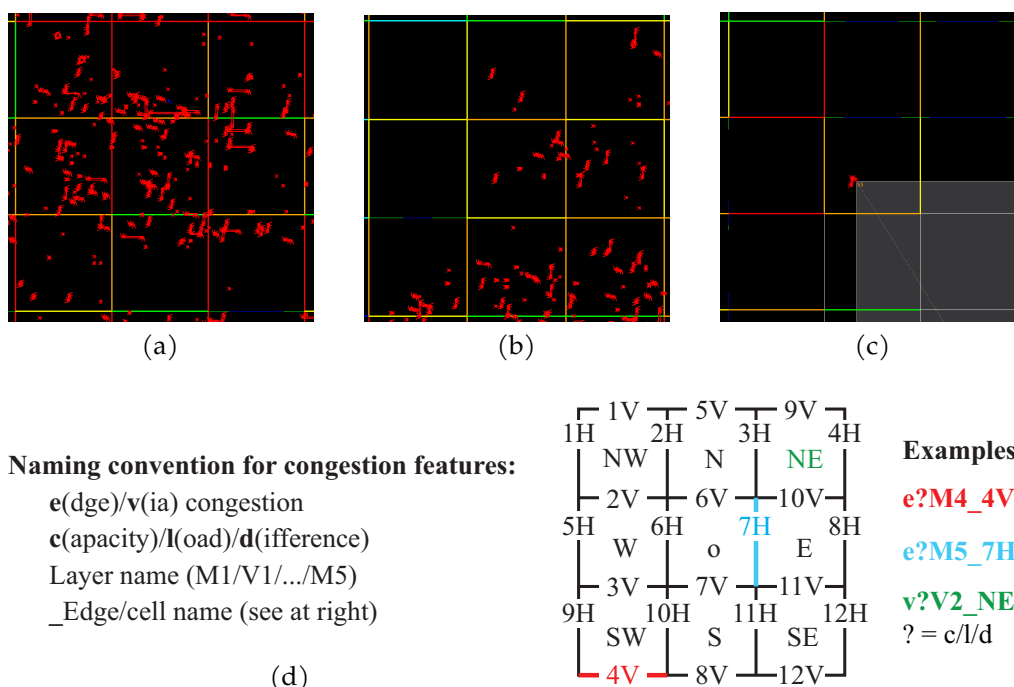 (a)
(b)
(c)
Naming convention for congestion features:
e(dge)/v(ia) congestion
c(apacity)/l(oad)/d(ifference)
Layer name (M1/V1/.../M5)
_Edge/cell name (see at right)
(d)
1V 5V 9V
1H 2H 3H 4H
NW N NE
2V 6V 10V
5H 6H 7H 8H
W o E
3V 7V 11V
9H 10H 11H 12H
SW S SE
4V 8V 12V
Examples
e?M4_4V
e?M5_7H
v?V2_NE
? = c/l/d